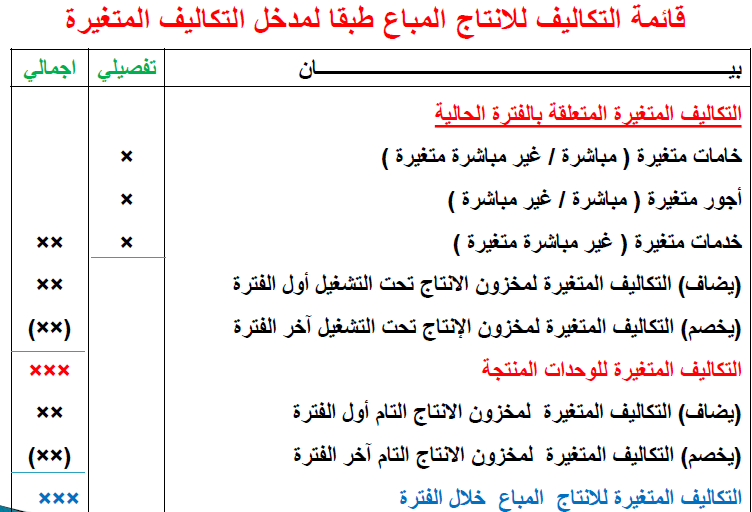 قائمة التكاليف للانتاج المباع طبقا لمدخل التكاليف المتغيرة
بيـــــــــــــــــــــــــــــــان تفصيلي اجمالي
التكاليف المتغيرة المتعلقة بالفترة الحالية
خامات متغيرة ( مباشرة / غير مباشرة متغيرة ) ×
أجور متغيرة ( مباشرة / غير مباشرة ) ×
خدمات متغيرة ( غير مباشرة متغيرة ) × ××
(يضاف) التكاليف المتغيرة لمخزون الانتاج تحت التشغيل أول الفترة ××
(يخصم) التكاليف المتغيرة لمخزون الإنتاج تحت التشغيل آخر الفترة (××)
التكاليف المتغيرة للوحدات المنتجة ×××
(يضاف) التكاليف المتغيرة لمخزون الانتاج التام أول الفترة ××
(يخصم) التكاليف المتغيرة لمخزون الانتاج التام آخر الفترة (××)
التكاليف المتغيرة للانتاج المباع خلال الفترة ×××